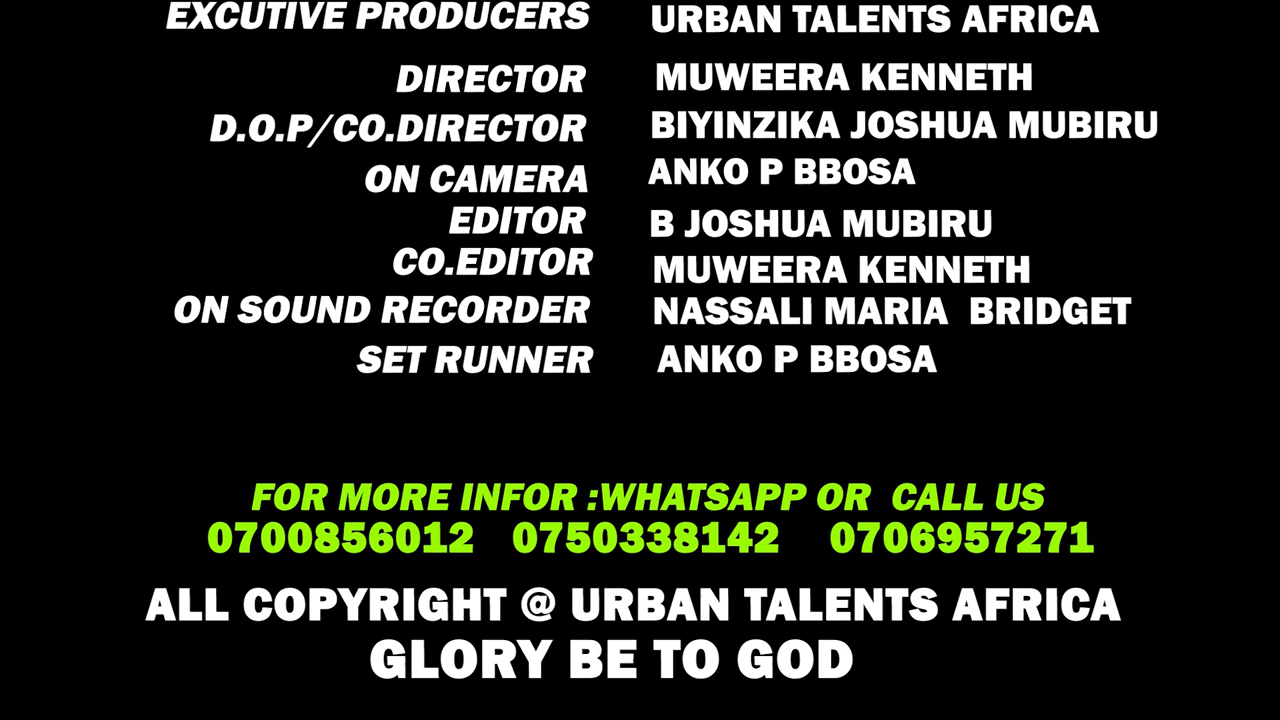 EXCUTIVE PRODUCERS URBAN TALENTS AFRICA
DIRECTOR MUWEERA KENNETH
D.O.P/CO.DIRECTOR BIYINZIKA JOSHUA MUBIRU
ON CAMERA ANKO P BBOSA
EDITOR B JOSHUA MUBIRU
CO.EDITOR MUWEERA KENNETH
ON SOUND RECORDER NASSALI MARIA BRIDGET
SET RUNNER ANKO P BBOSA
FOR MORE INFOR :WHATSAPP OR CALL US
0700856012 0750338142 0706957271
ALL COPYRIGHT @ URBAN TALENTS AFRICA
GLORY BE TO GOD